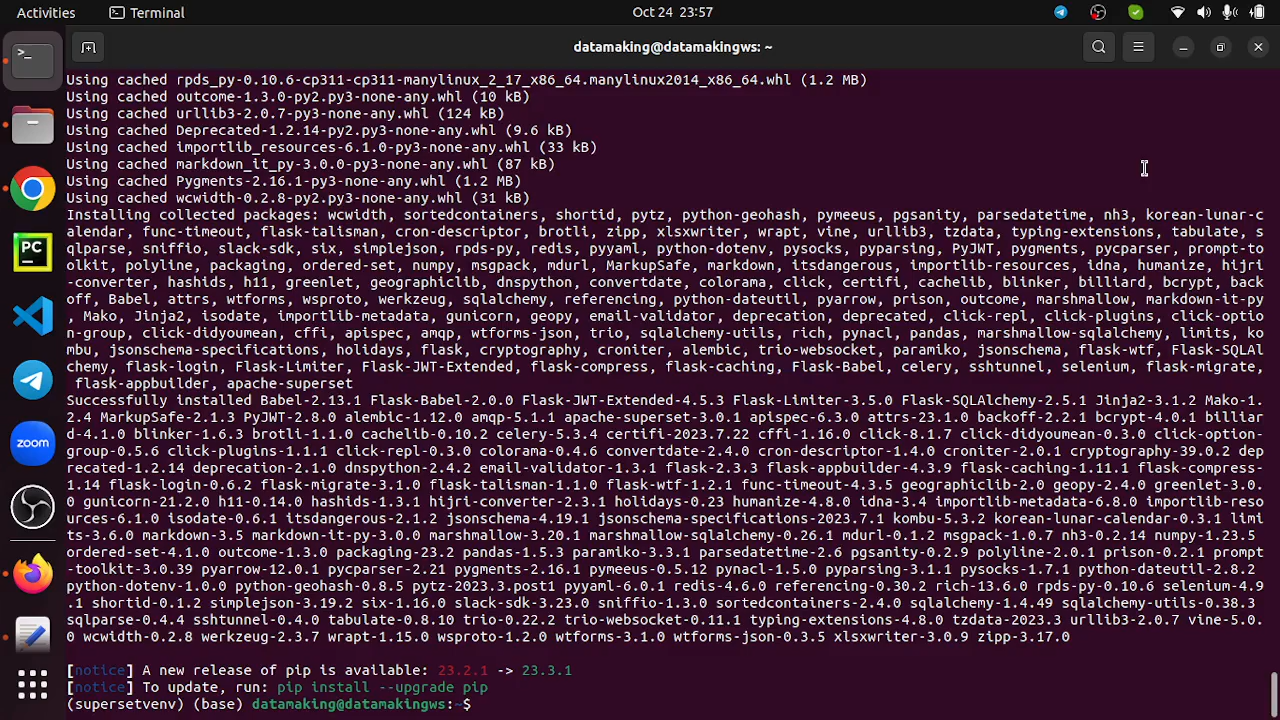 Activities
Terminal
Oct 24 23:57
datamaking@datamakingws: ~
Using cached rpds_py-0.10.6-cp311-cp311-manylinux_2_17_x86_64.manylinux2014_x86_64.whl (1.2 MB)
Using cached outcome-1.3.0-py2.py3-none-any.whl (10 kB)
Using cached urllib3-2.0.7-py3-none-any.whl (124 kB)
Using cached Deprecated-1.2.14-py2.py3-none-any.whl (9.6 kB)
Using cached importlib_resources-6.1.0-py3-none-any.whl (33 kB)
Using cached markdown_it_py-3.0.0-py3-none-any.whl (87 kB)
Using cached Pygments-2.16.1-py3-none-any.whl (1.2 MB)
Using cached wcwidth-0.2.8-py2.py3-none-any.whl (31 kB)
Installing collected packages: wcwidth, sortedcontainers, shortid, pytz, python-geohash, pymeeus, pgsanity, parsedatetime, nh3, korean-lunar-c
alendar, func-timeout, flask-talisman, cron-descriptor, brotli, zipp, xlsxwriter, wrapt, vine, urllib3, tzdata, typing-extensions, tabulate, s
qlparse, sniffio, slack-sdk, six, simplejson, rpds-py, redis, pyyaml, python-dotenv, pysocks, pyparsing, PyJWT, pygments, pycparser, prompt-to
olkit, polyline, packaging, ordered-set, numpy, msgpack, mdurl, MarkupSafe, markdown, itsdangerous, importlib-resources, idna, humanize, hijri
-converter, hashids, h11, greenlet, geographiclib, dnspython, convertdate, colorama, click, certifi, cachelib, blinker, billiard, bcrypt, back
off, Babel, attrs, wtforms, wsproto, werkzeug, sqlalchemy, referencing, python-dateutil, pyarrow, prison, outcome, marshmallow, markdown-it-py
, Mako, Jinja2, isodate, importlib-metadata, gunicorn, geopy, email-validator, deprecation, deprecated, click-repl, click-plugins, click-optio
n-group, click-didyoumean, cffi, apispec, amqp, wtforms-json, trio, sqlalchemy-utils, rich, pynacl, pandas, marshmallow-sqlalchemy, limits, ko
mbu, jsonschema-specifications, holidays, flask, cryptography, croniter, alembic, trio-websocket, paramiko, jsonschema, flask-wtf, Flask-SQLAl
chemy, flask-login, Flask-Limiter, Flask-JWT-Extended, flask-compress, flask-caching, Flask-Babel, celery, sshtunnel, selenium, flask-migrate,
flask-appbuilder, apache-superset
Successfully installed Babel-2.13.1 Flask-Babel-2.0.0 Flask-JWT-Extended-4.5.3 Flask-Limiter-3.5.0 Flask-SQLAlchemy-2.5.1 Jinja2-3.1.2 Mako-1.
2.4 MarkupSafe-2.1.3 PyJWT-2.8.0 alembic-1.12.0 amqp-5.1.1 apache-superset-3.0.1 apispec-6.3.0 attrs-23.1.0 backoff-2.2.1 bcrypt-4.0.1 billiar
d-4.1.0 blinker-1.6.3 brotli-1.1.0 cachelib-0.10.2 celery-5.3.4 certifi-2023.7.22 cffi-1.16.0 click-8.1.7 click-didyoumean-0.3.0 click-option-
group-0.5.6 click-plugins-1.1.1 click-repl-0.3.0 colorama-0.4.6 convertdate-2.4.0 cron-descriptor-1.4.0 croniter-2.0.1 cryptography-39.0.2 dep
recated-1.2.14 deprecation-2.1.0 dnspython-2.4.2 email-validator-1.3.1 flask-2.3.3 flask-appbuilder-4.3.9 flask-caching-1.11.1 flask-compress-
1.14 flask-login-0.6.2 flask-migrate-3.1.0 flask-talisman-1.1.0 flask-wtf-1.2.1 func-timeout-4.3.5 geographiclib-2.0 geopy-2.4.0 greenlet-3.0.
0 gunicorn-21.2.0 h11-0.14.0 hashids-1.3.1 hijri-converter-2.3.1 holidays-0.23 humanize-4.8.0 idna-3.4 importlib-metadata-6.8.0 importlib-reso
urces-6.1.0 isodate-0.6.1 itsdangerous-2.1.2 jsonschema-4.19.1 jsonschema-specifications-2023.7.1 kombu-5.3.2 korean-lunar-calendar-0.3.1 limi
ts-3.6.0 markdown-3.5 markdown-it-py-3.0.0 marshmallow-3.20.1 marshmallow-sqlalchemy-0.26.1 mdurl-0.1.2 msgpack-1.0.7 nh3-0.2.14 numpy-1.23.5
ordered-set-4.1.0 outcome-1.3.0 packaging-23.2 pandas-1.5.3 paramiko-3.3.1 parsedatetime-2.6 pgsanity-0.2.9 polyline-2.0.1 prison-0.2.1 prompt
-toolkit-3.0.39 pyarrow-12.0.1 pycparser-2.21 pygments-2.16.1 pymeeus-0.5.12 pynacl-1.5.0 pyparsing-3.1.1 pysocks-1.7.1 python-dateutil-2.8.2
python-dotenv-1.0.0 python-geohash-0.8.5 pytz-2023.3.post1 pyyaml-6.0.1 redis-4.6.0 referencing-0.30.2 rich-13.6.0 rpds-py-0.10.6 selenium-4.9
.1 shortid-0.1.2 simplejson-3.19.2 six-1.16.0 slack-sdk-3.23.0 sniffio-1.3.0 sortedcontainers-2.4.0 sqlalchemy-1.4.49 sqlalchemy-utils-0.38.3
sqlparse-0.4.4 sshtunnel-0.4.0 tabulate-0.8.10 trio-0.22.2 trio-websocket-0.11.1 typing-extensions-4.8.0 tzdata-2023.3 urllib3-2.0.7 vine-5.0.
0 wcwidth-0.2.8 werkzeug-2.3.7 wrapt-1.15.0 wsproto-1.2.0 wtforms-3.1.0 wtforms-json-0.3.5 xlsxwriter-3.0.9 zipp-3.17.0
[notice] A new release of pip is available: 23.2.1 -> 23.3.1
[notice] To update, run: pip install --upgrade pip
(supersetvenv) (base) datamaking@datamakingws:~$
PC
zoom